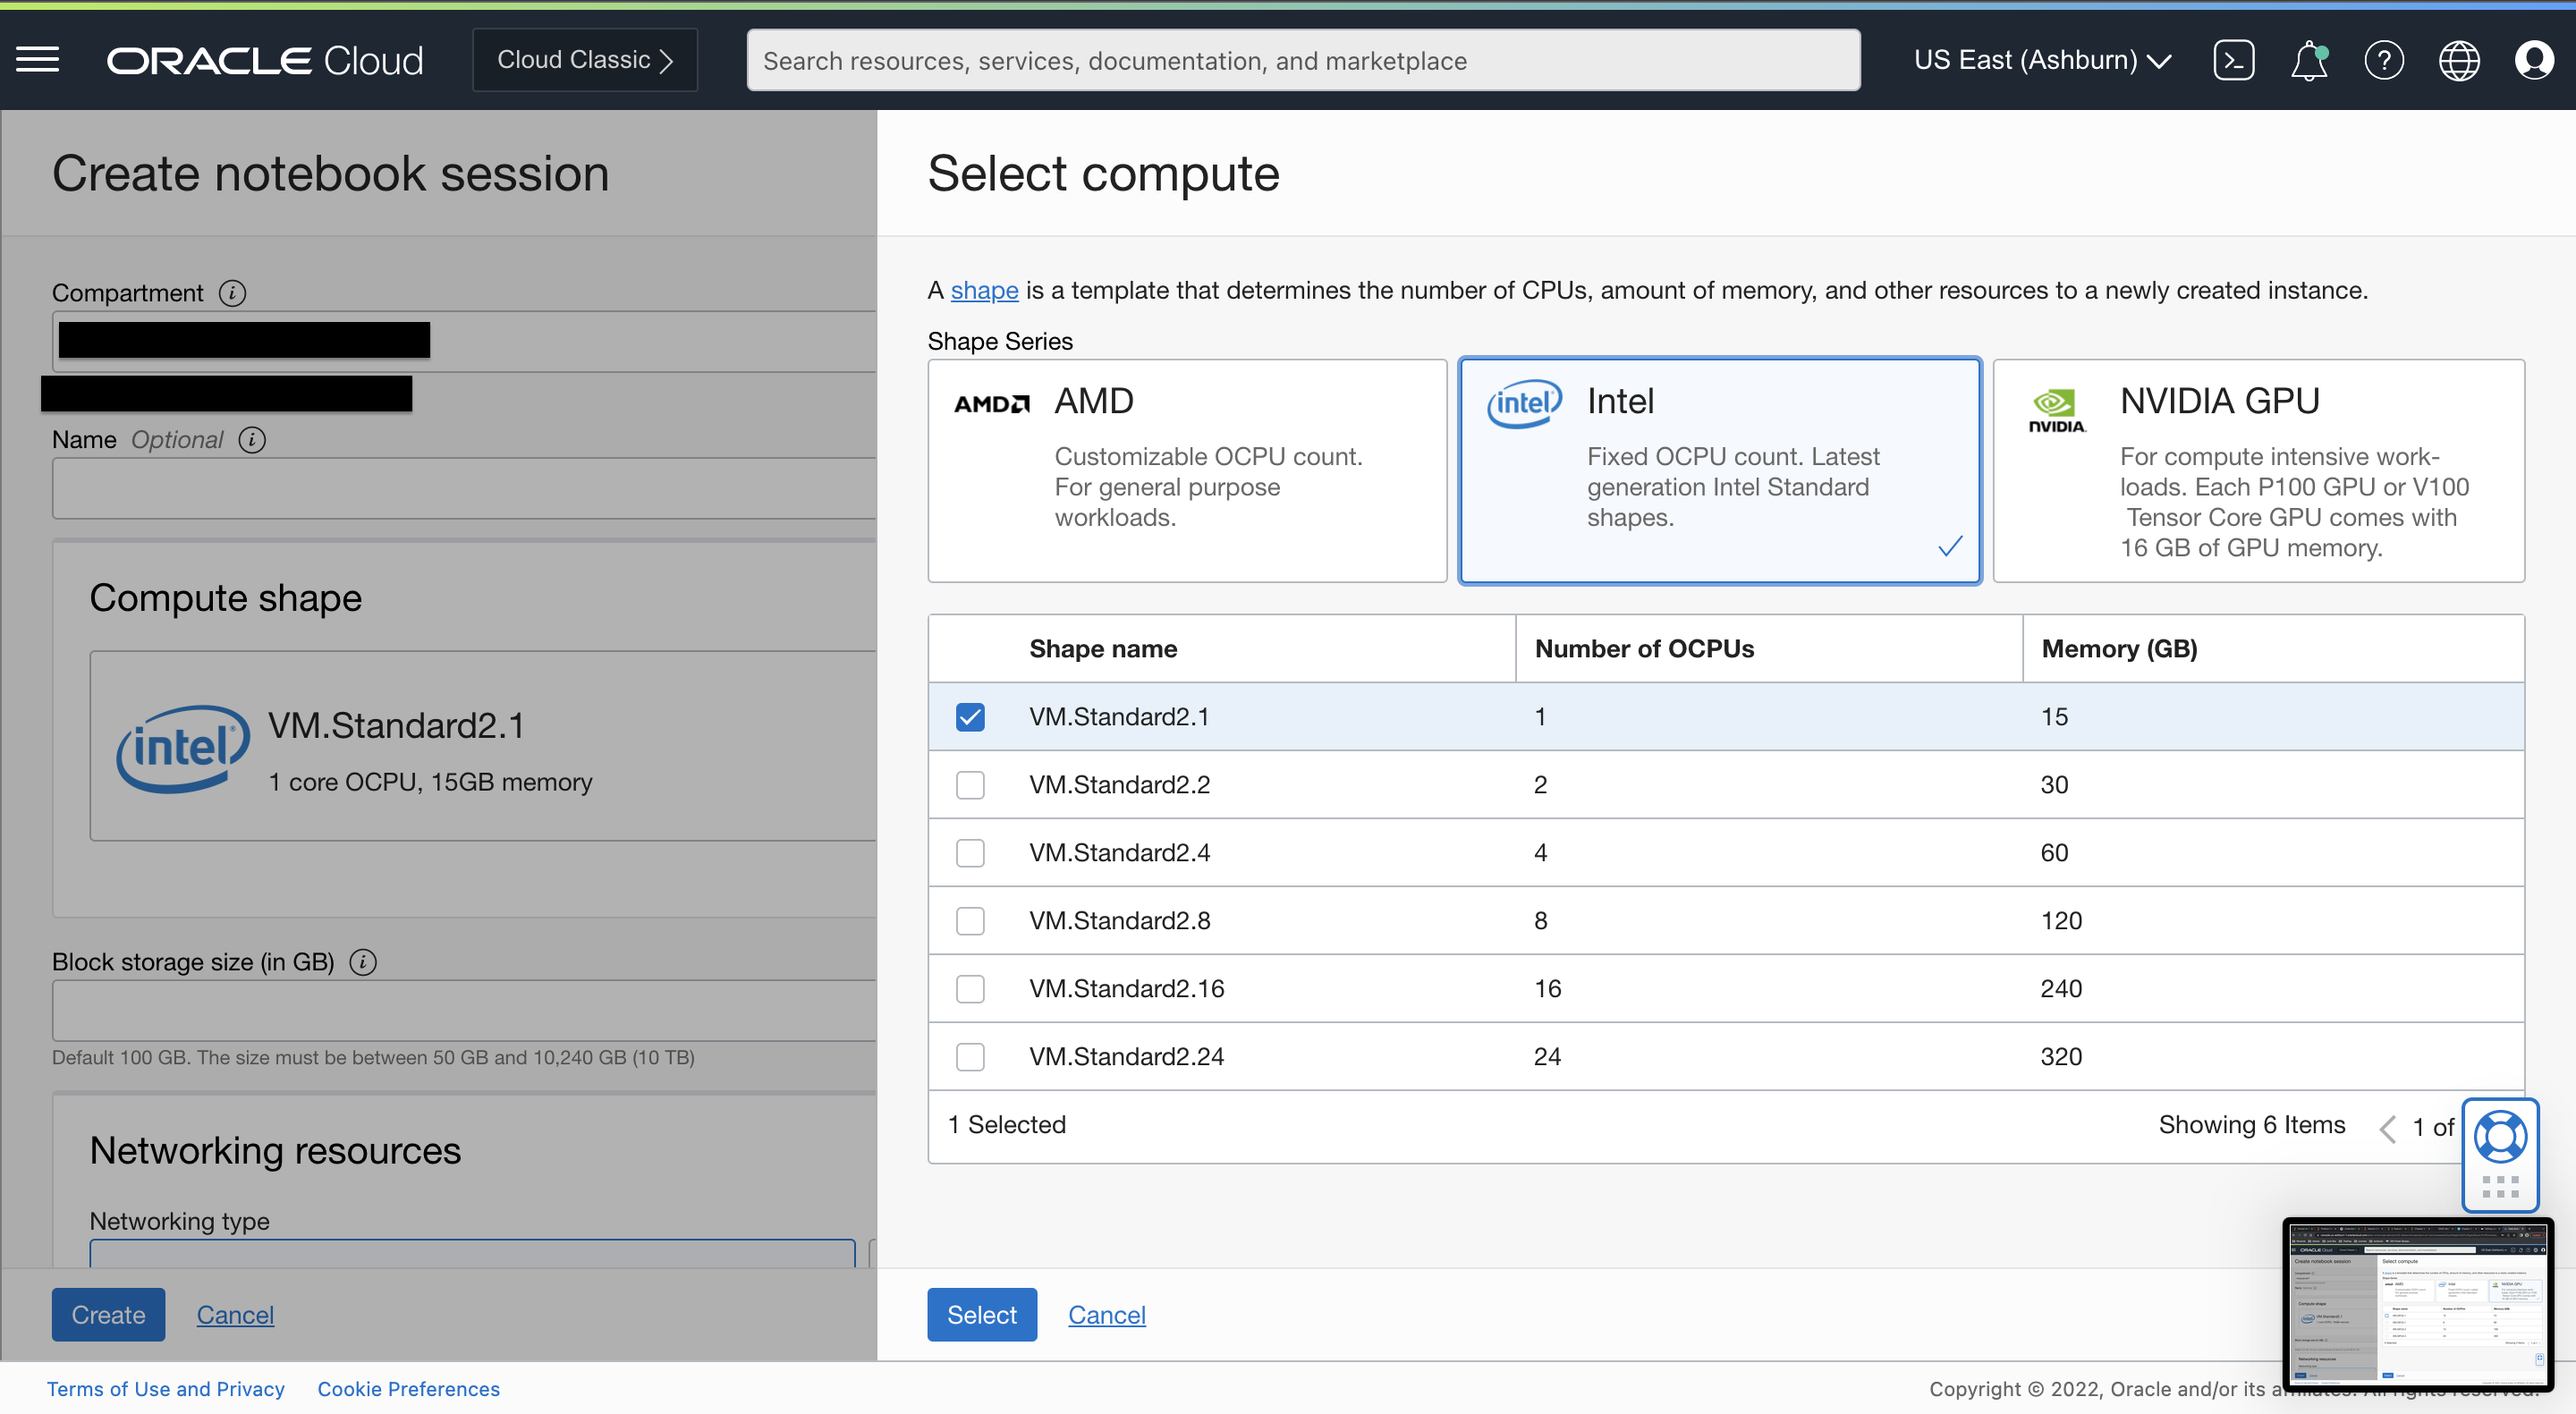 ORACLE Cloud
Cloud Classic
Search resources, services, documentation, and marketplace
US East (Ashburn)
Create notebook session
Compartment
Name Optional
Compute shape
intel
VM.Standard2.1
1 core OCPU, 15GB memory
Block storage size (in GB)
Default 100 GB. The size must be between 50 GB and 10,240 GB (10 TB)
Networking resources
Networking type
Create Cancel
Select compute
A shape is a template that determines the number of CPUs, amount of memory, and other resources to a newly created instance.
Shape Series
AMD AMD
Customizable OCPU count.
For general purpose
workloads.
intel Intel
Fixed OCPU count. Latest
generation Intel Standard
shapes.
NVIDIA. NVIDIA GPU
For compute intensive work-
loads. Each P100 GPU or V100
Tensor Core GPU comes with
16 GB of GPU memory.
Shape name Number of OCPUs Memory (GB)
VM.Standard2.1 1 15
VM.Standard2.2 2 30
VM.Standard2.4 4 60
VM.Standard2.8 8 120
VM.Standard2.16 16 240
VM.Standard2.24 24 320
1 Selected Showing 6 Items 1 of
Select Cancel
Terms of Use and Privacy Cookie Preferences
Copyright © 2022, Oracle and/or its affiliates. All rights reserved.